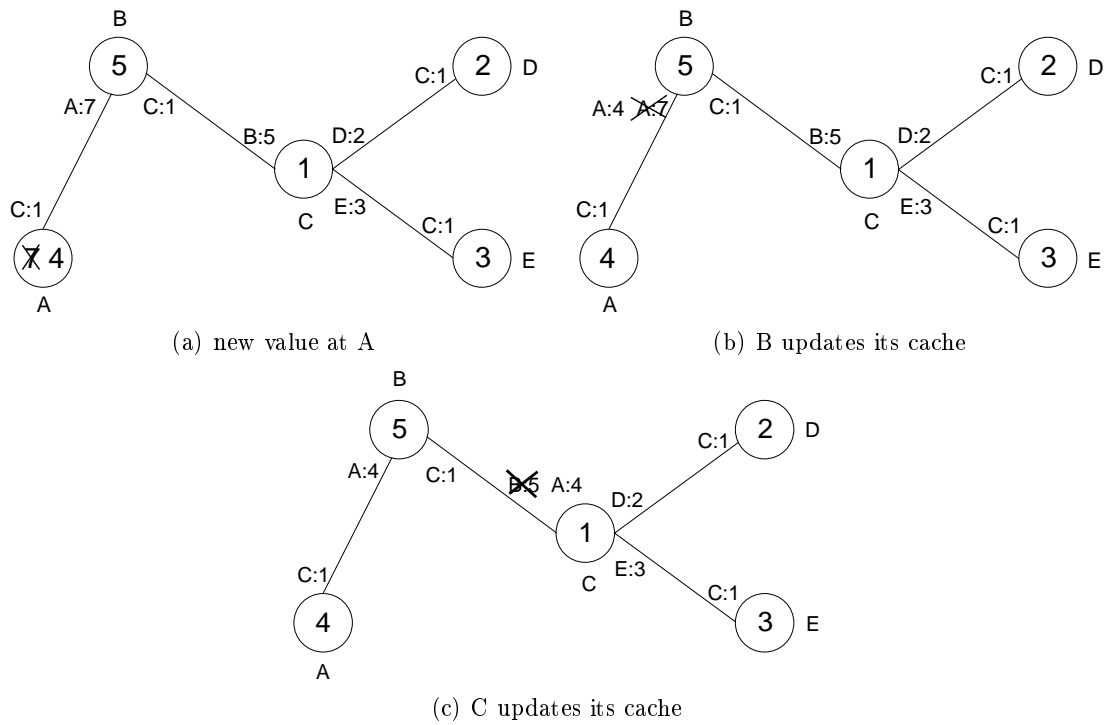 B
5
2
D
C:1
A:7
C:1
B:5
D:2
1
C:1
E:3
C
C:1
7 4
3
E
A
(a) new value at A
B
5
2
D
C:1
A:4 A:7
C:1
B:5
D:2
1
C:1
E:3
C
C:1
4
3
E
A
(b) B updates its cache
B
5
2
D
C:1
A:4
C:1
B:5 A:4
D:2
1
E:3
C:1
C
C:1
4
3
E
A
(c) C updates its cache